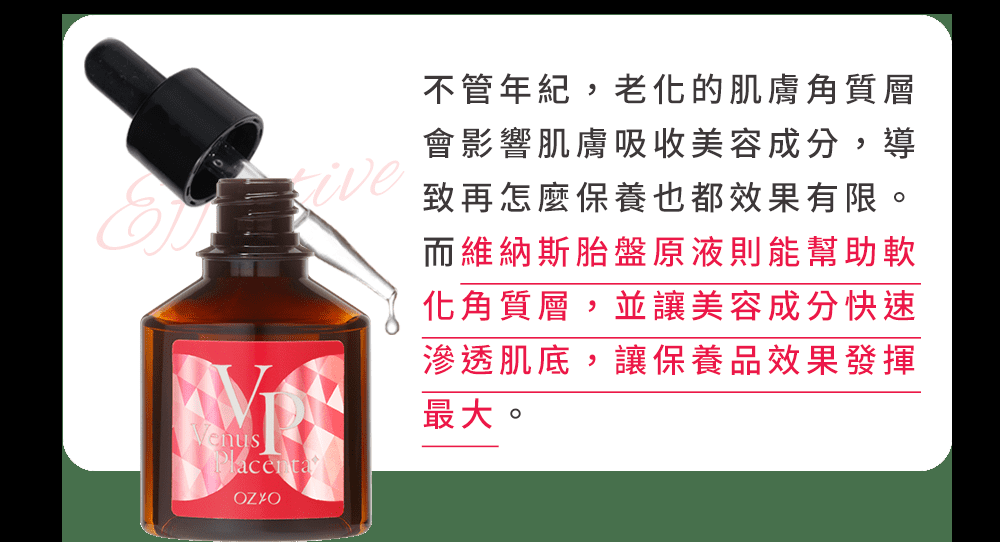 Effective
不管年紀，老化的肌膚角質層
會影響肌膚吸收美容成分，導
致再怎麼保養也都效果有限。
而維納斯胎盤原液則能幫助軟
化角質層，並讓美容成分快速
滲透肌底，讓保養品效果發揮
最大。
VP
Venus
Placenta
OZIO